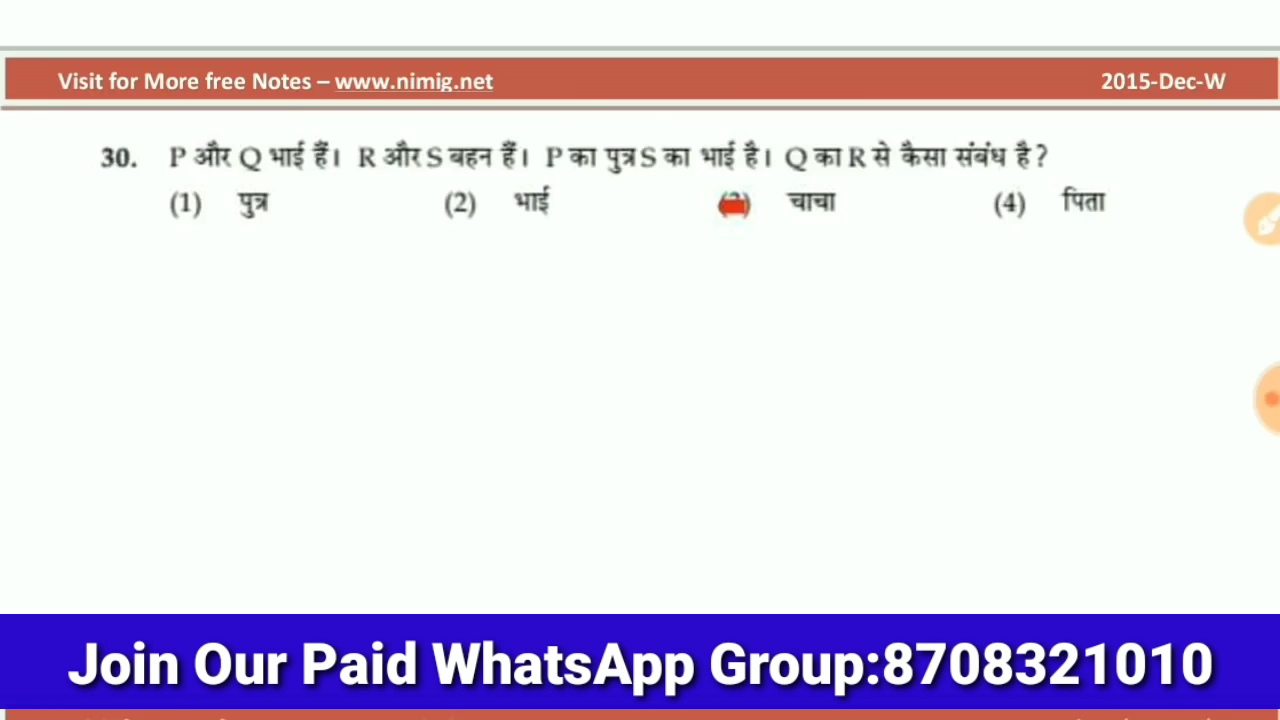 Visit for More free Notes – www.nimig.net 2015-Dec-W
30. P और Q भाई हैं। R और S बहन हैं। P का पुत्र S का भाई है। Q का R से कैसा संबंध है?
(1) पुत्र (2) भाई चाचा (4) पिता
Join Our Paid WhatsApp Group:8708321010